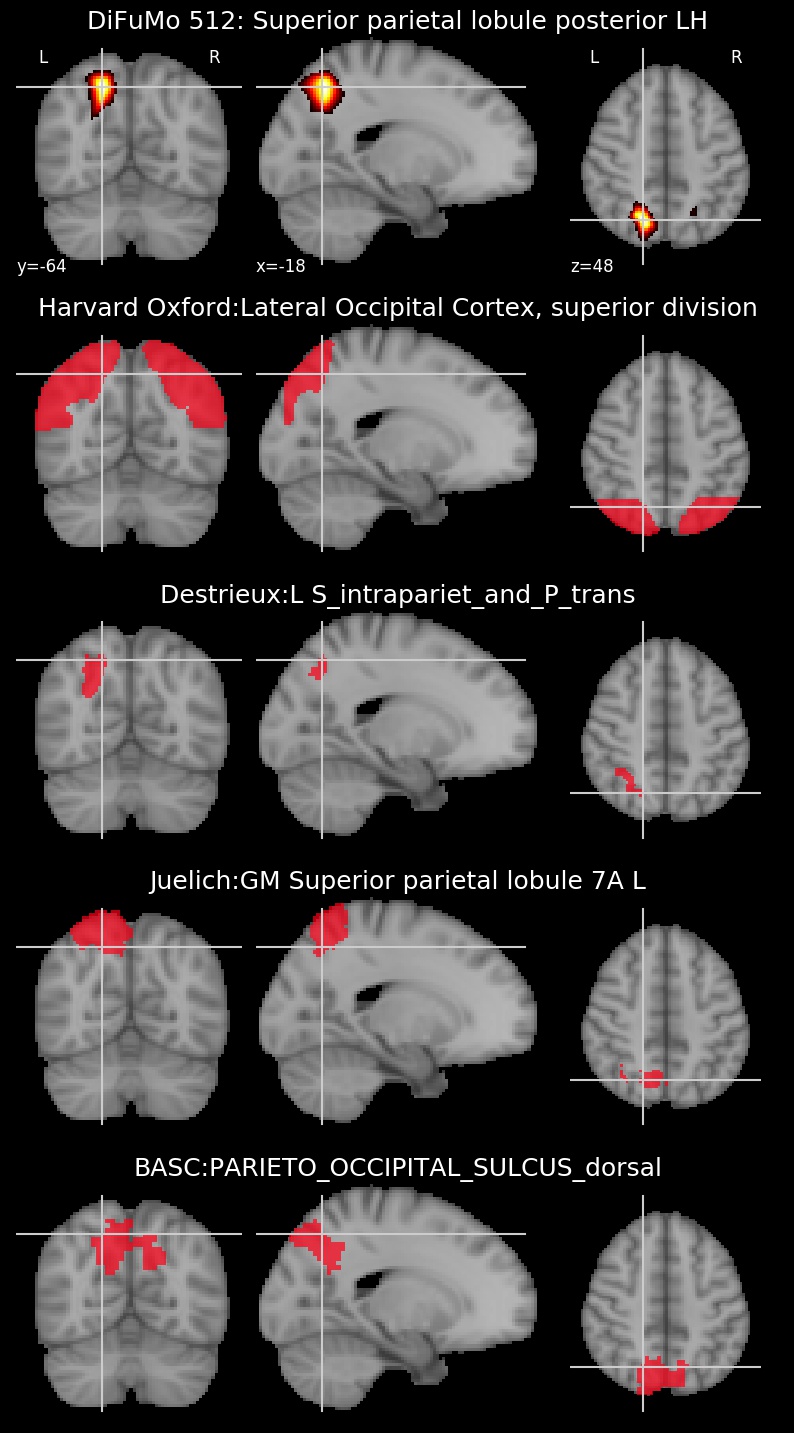 DiFuMo 512: Superior parietal lobule posterior LH
L R L R
y=-64 x=-18 z=48
Harvard Oxford:Lateral Occipital Cortex, superior division
Destrieux:L S_intrapariet_and_P_trans
Juelich:GM Superior parietal lobule 7A L
BASC:PARIETO_OCCIPITAL_SULCUS_dorsal